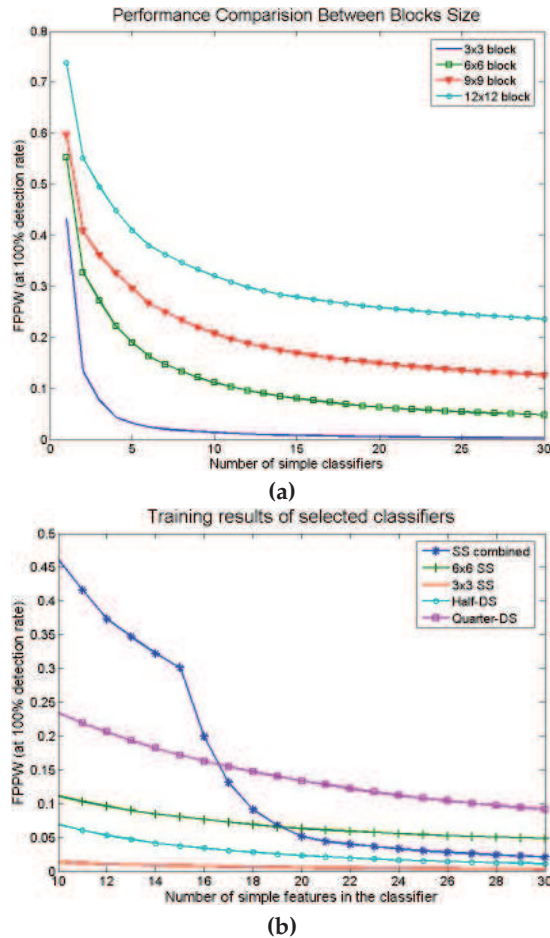 Performance Comparision Between Blocks Size
0.8
0.7
0.6
0.5
0.4
0.3
0.2
0.1
0
FPPW (at 100% detection rate)
3x3 block
6x6 block
9x9 block
12x12 block
0 5 10 15 20 25 30
Number of simple classifiers
(a)
Training results of selected classifiers
0.5
0.45
0.4
0.35
0.3
0.25
0.2
0.15
0.1
0.05
0
FPPW (at 100% detection rate)
SS combined
6x6 SS
3x3 SS
Half-DS
Quarter-DS
10 12 14 16 18 20 22 24 26 28 30
Number of simple features in the classifier
(b)